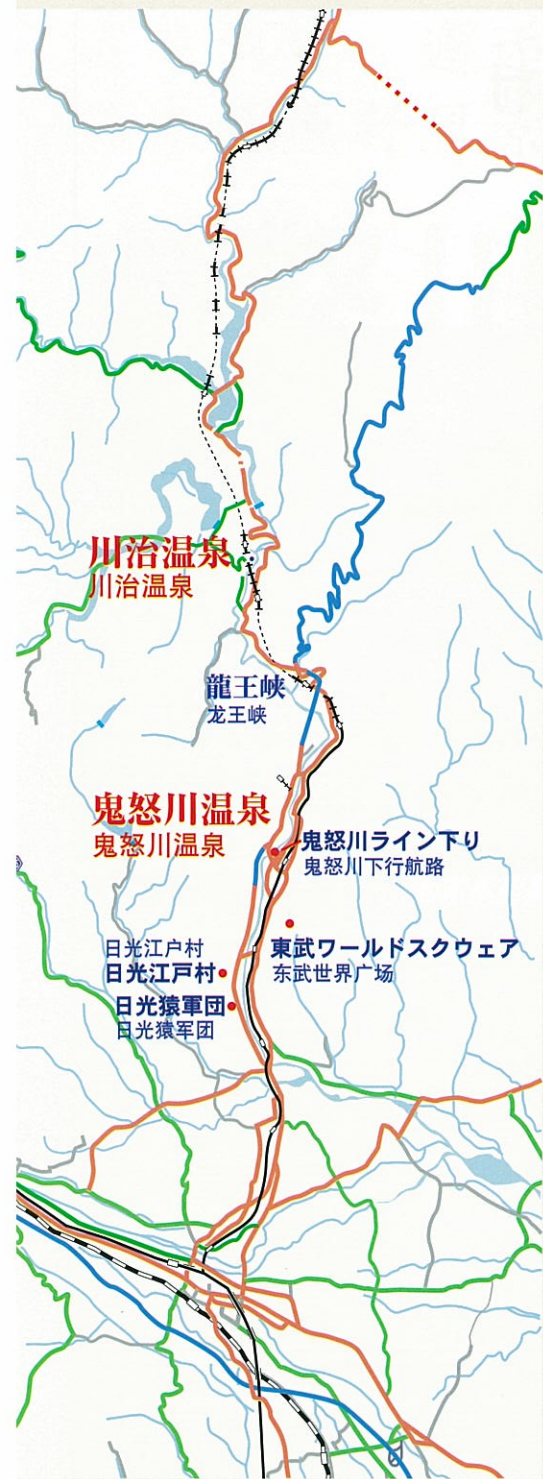 川治温泉
川治温泉
龍王峡
龙王峡
鬼怒川温泉
鬼怒川温泉
鬼怒川ライン下り
鬼怒川下行航路
日光江户村
日光江戸村
東武ワールドスクウェア
东武世界广场
日光猿軍団
日光猿军团